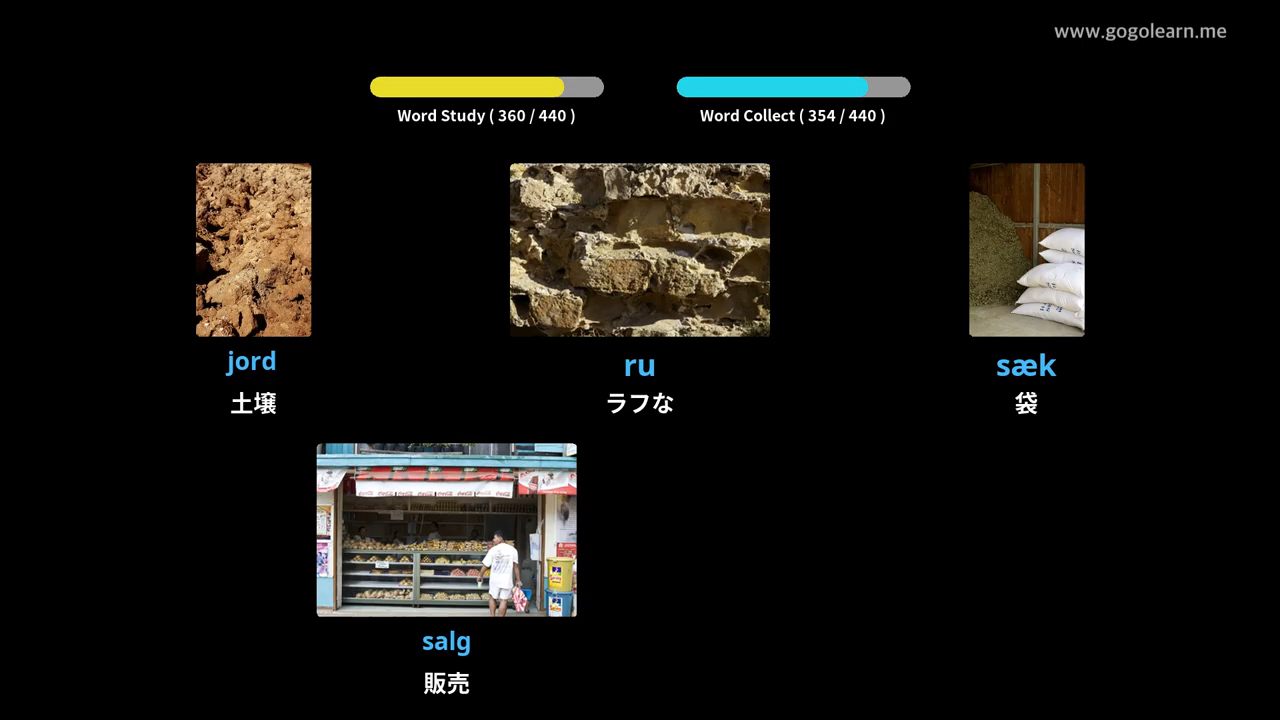 www.gogolearn.me
Word Study ( 360 / 440 )
Word Collect ( 354 / 440 )
jord
土壌
ru
ラフな
sæk
袋
salg
販売